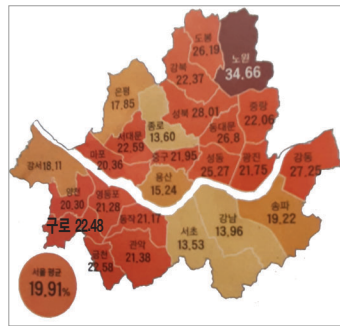 도봉
26.19
노원
34.66
강북
22.37
은평
17.85
성북 28.01
중랑
22.06
종로
13.60
서대문
22.59
동대문
26.8
마포
20.36
중구 21.95
성동
25.27
광진
21.75
강동
27.25
강서 18.11
용산
15.24
양천
20.30
영등포
21.28
동작 21.17
구로 22.48
강남
13.96
송파
19.22
서초
13.53
관악
21.38
금천
22.58
서울 평균
19.91%